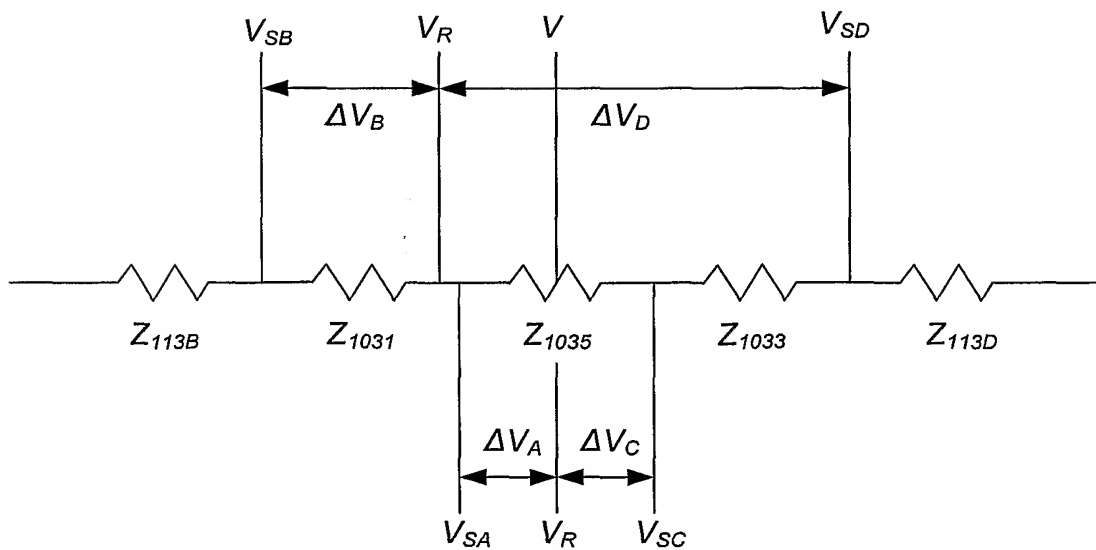 V_SB V_R V V_SD
ΔV_B ΔV_D
Z_113B Z_1031 Z_1035 Z_1033 Z_113D
ΔV_A ΔV_C
V_SA V_R V_SC